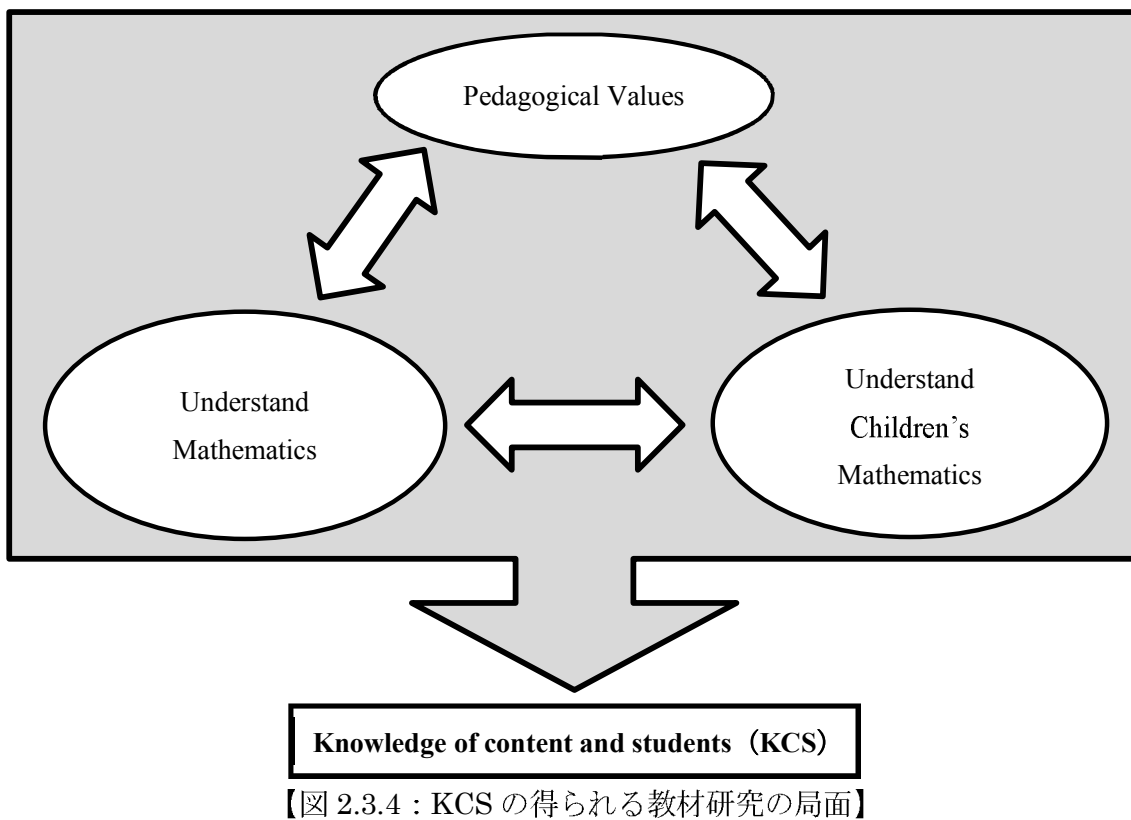 Pedagogical Values
Understand
Mathematics
Understand
Children's
Mathematics
Knowledge of content and students（KCS）
【図 2.3.4：KCS の得られる教材研究の局面】